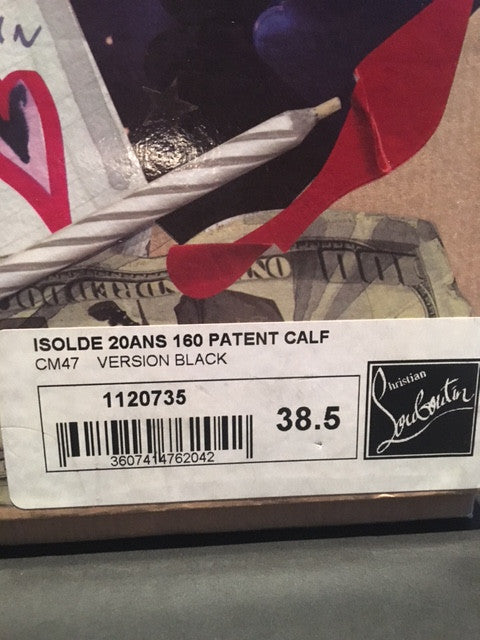 ISOLDE 20ANS 160 PATENT CALF
CM47 VERSION BLACK
1120735
38.5
3607414762042
Christian
Louboutin